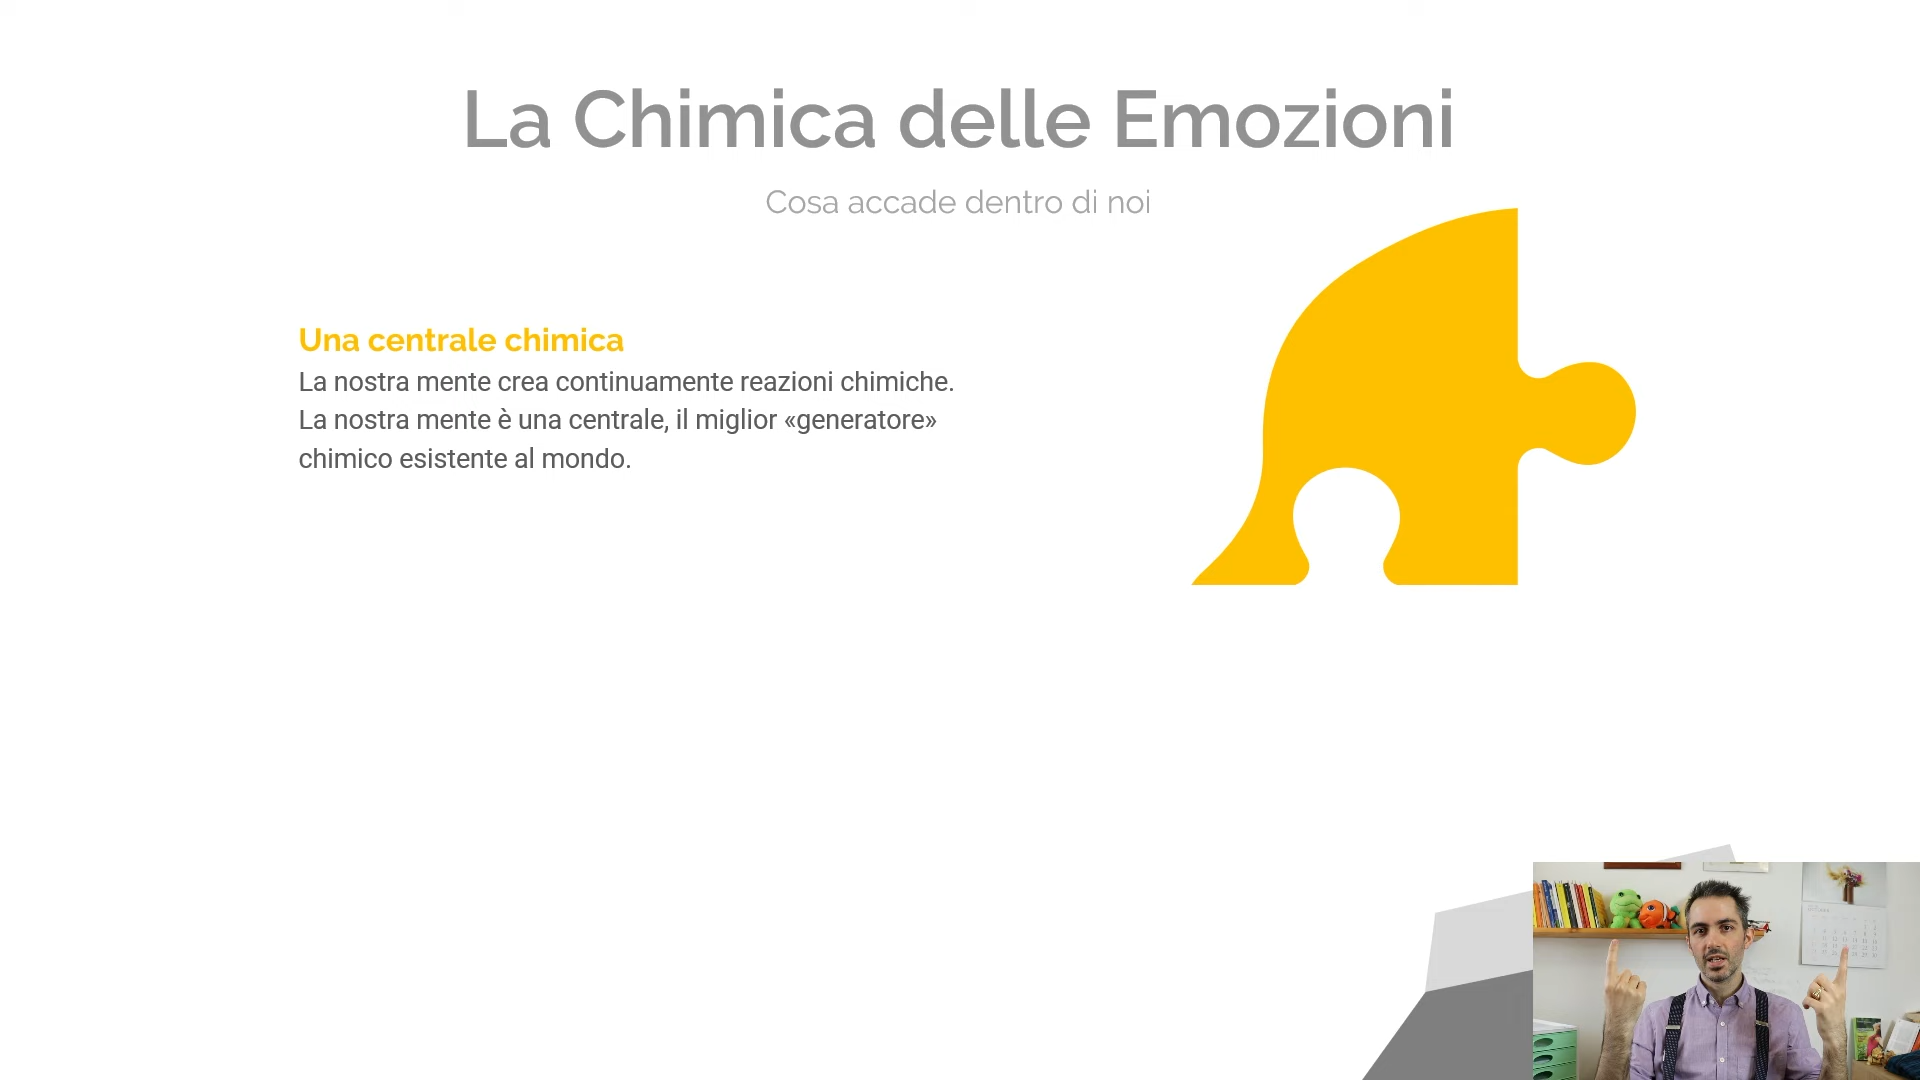 La Chimica delle Emozioni
Cosa accade dentro di noi
Una centrale chimica
La nostra mente crea continuamente reazioni chimiche.
La nostra mente è una centrale, il miglior «generatore»
chimico esistente al mondo.